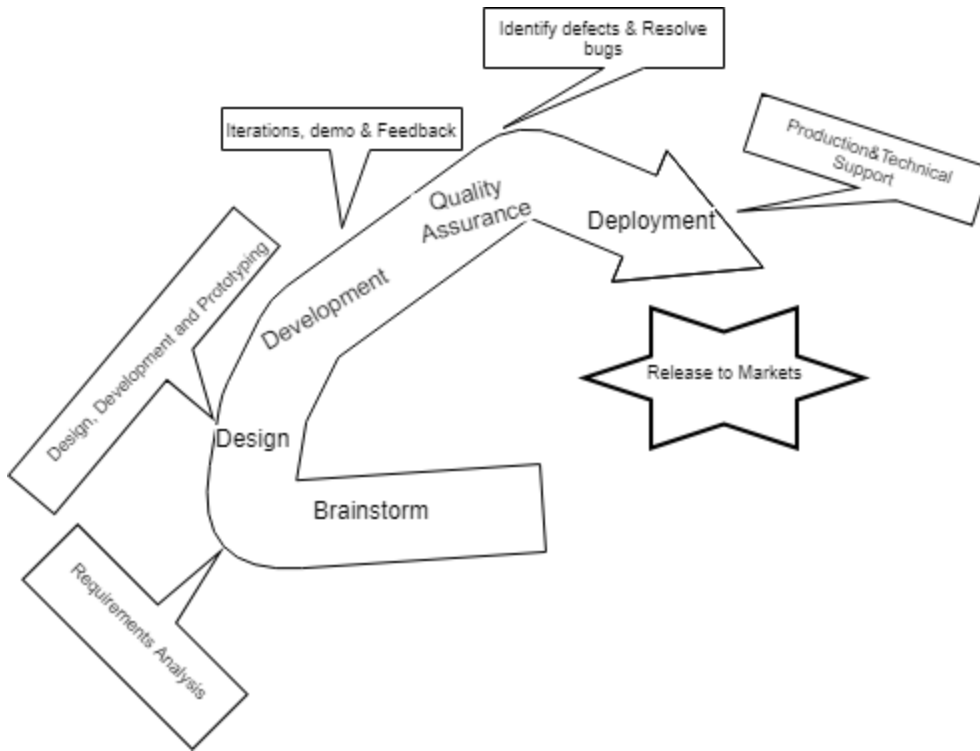 Identify defects & Resolve
bugs
Iterations, demo & Feedback
Production&Technical
Support
Quality
Assurance
Deployment
Design, Development and Prototyping
Development
Release to Markets
Design
Brainstorm
Requirements Analysis